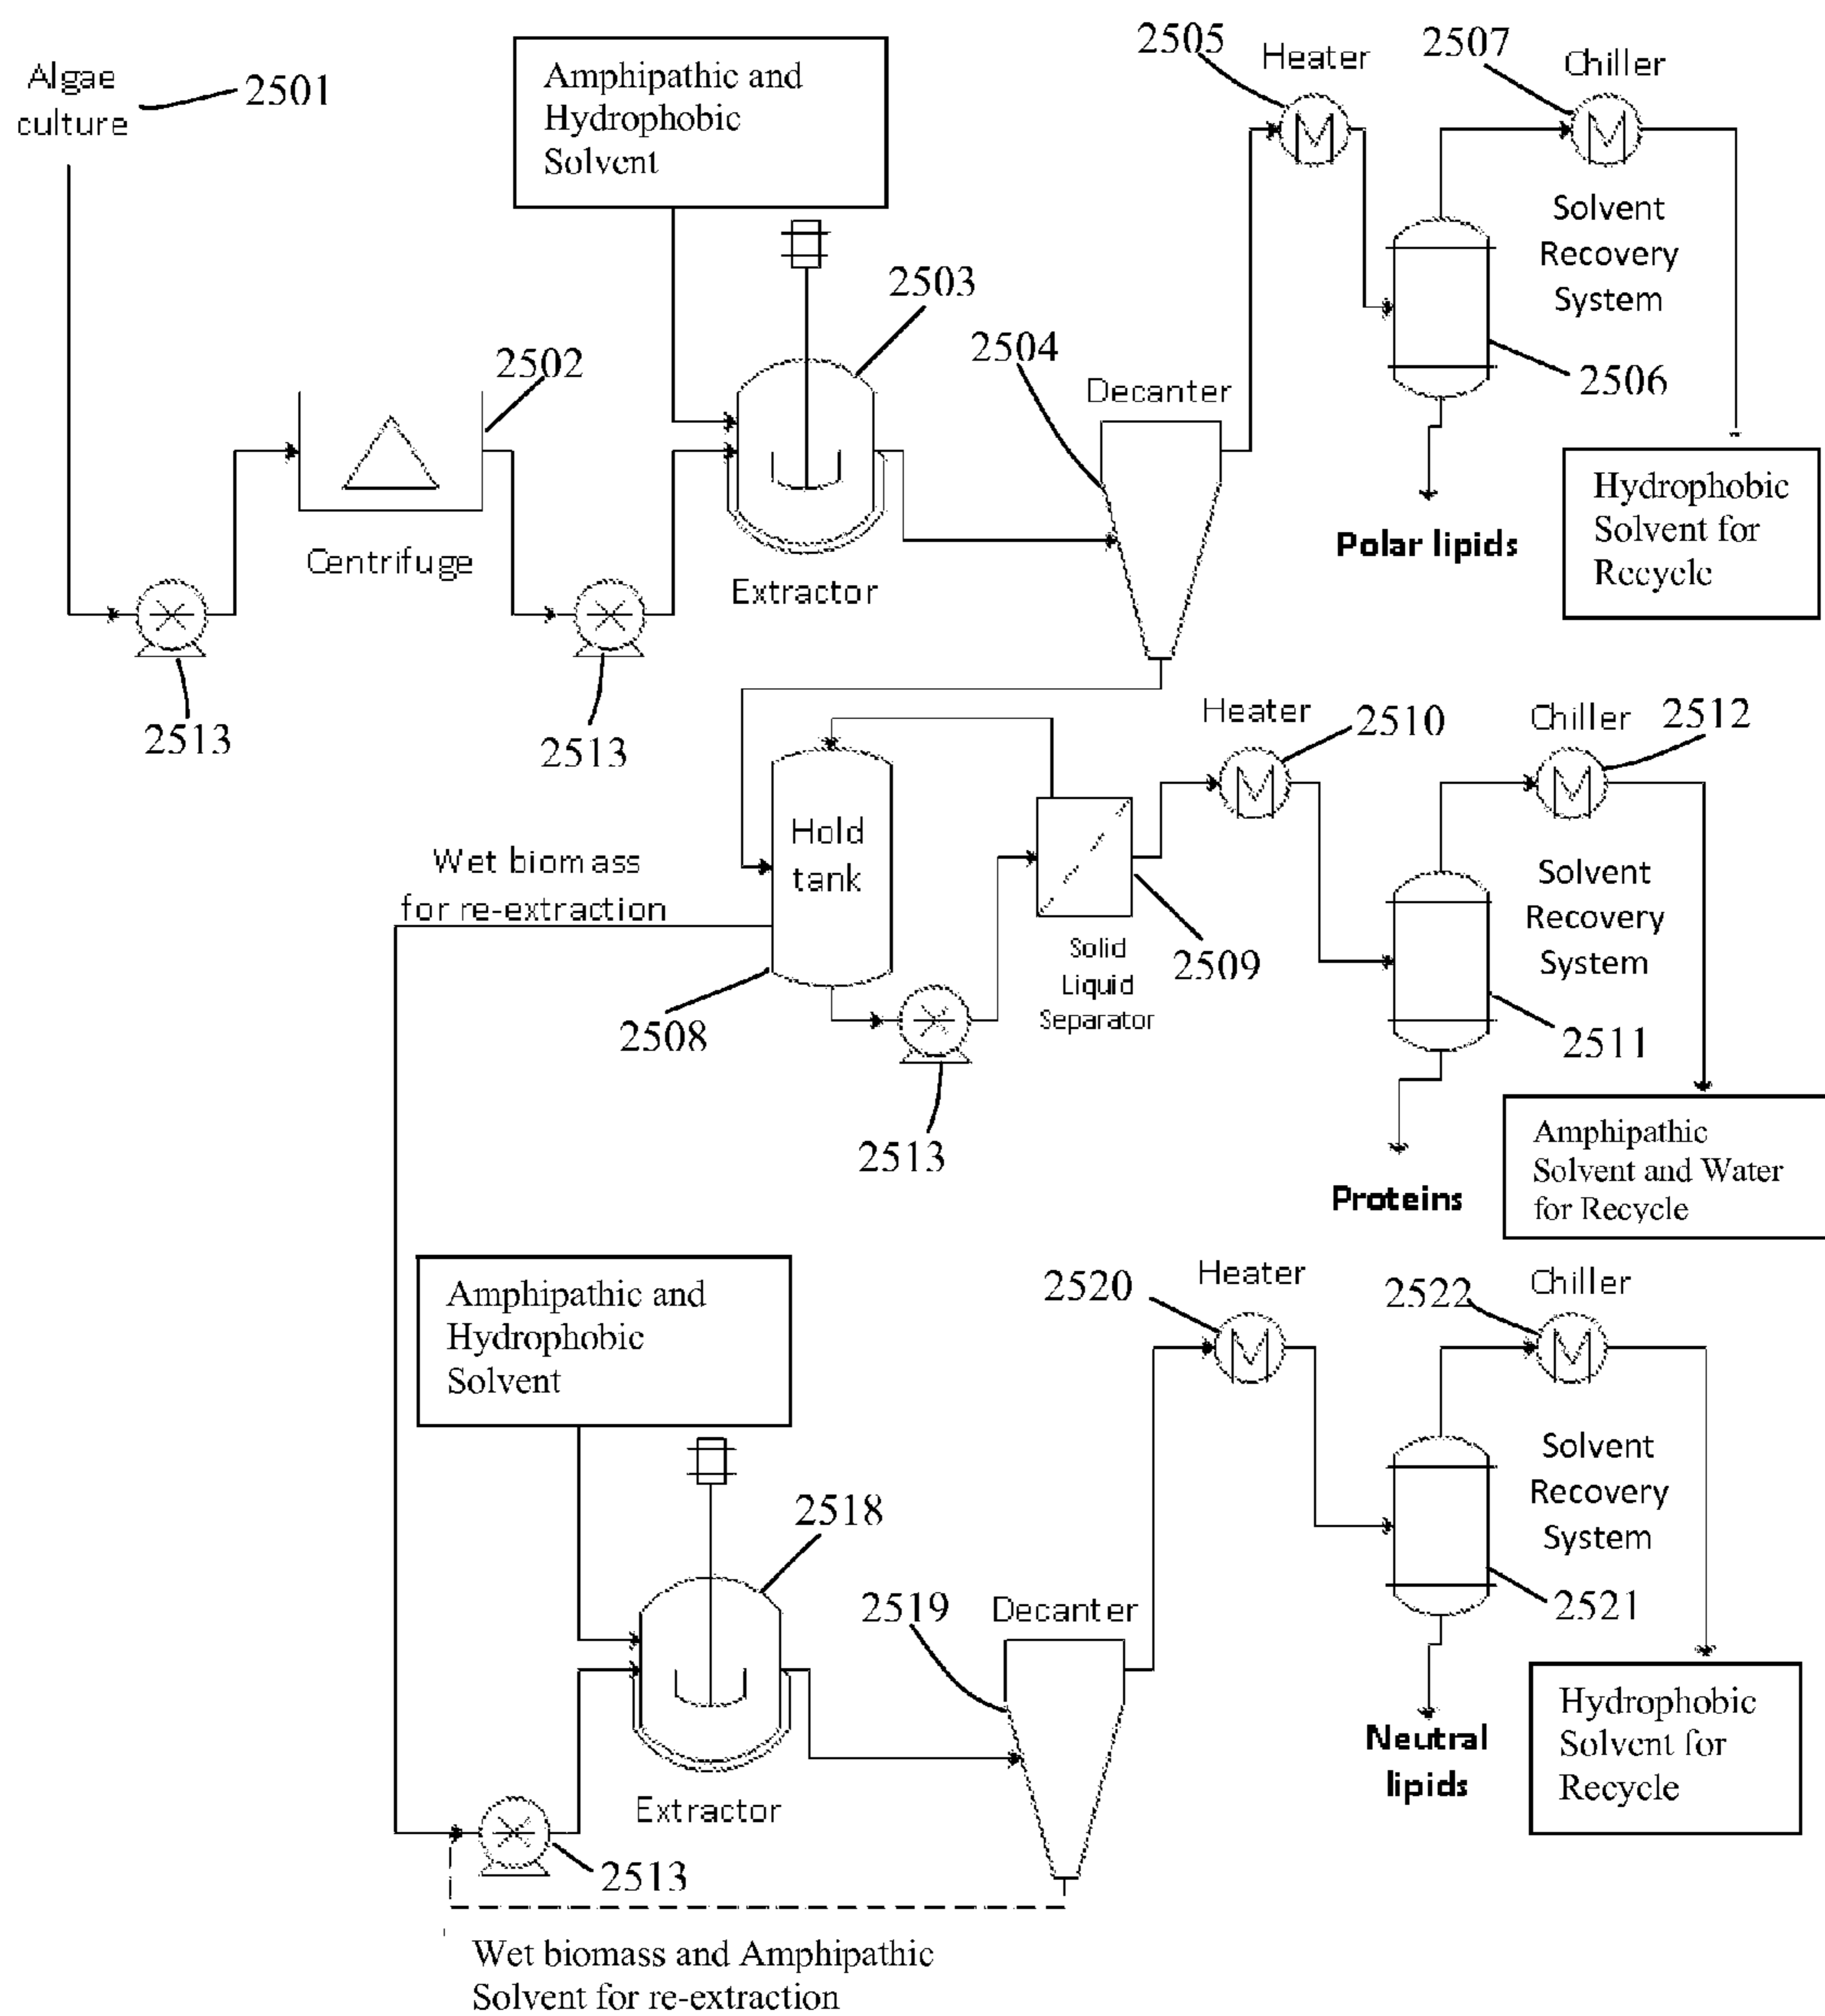 Algae
culture
2501
Amphipathic and
Hydrophobic
Solvent
2505
Heater
2507
Chiller
Solvent
Recovery
System
2503
2502
2504
Decanter
2506
Centrifuge
Extractor
Polar lipids
Hydrophobic
Solvent for
Recycle
2513
2513
Heater
2510
Chiller
2512
Hold
tank
Wet biomass
for re-extraction
Solid
Liquid
Separator
2509
Solvent
Recovery
System
2508
2511
2513
Proteins
Amphipathic
Solvent and Water
for Recycle
Amphipathic and
Hydrophobic
Solvent
2520
Heater
2522
Chiller
Solvent
Recovery
System
2518
2519
Decanter
2521
Extractor
Neutral
lipids
Hydrophobic
Solvent for
Recycle
2513
Wet biomass and Amphipathic
Solvent for re-extraction